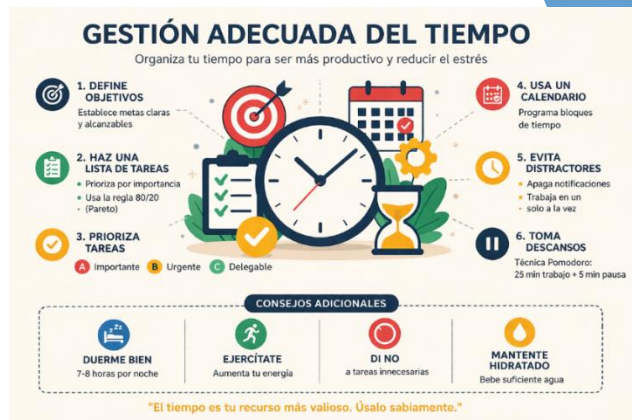 GESTIÓN ADECUADA DEL TIEMPO
Organiza tu tiempo para ser más productivo y reducir el estrés
1. DEFINE
OBJETIVOS
Establece metas claras
y alcanzables
2. HAZ UNA
LISTA DE TAREAS
• Prioriza por importancia
• Usa la regla 80/20
- (Pareto)
3. PRIORIZA
TAREAS
A Importante B Urgente C Delegable
4. USA UN
CALENDARIO
Programa bloques
de tiempo
5. EVITA
DISTRACTORES
• Apaga notificaciones
• Trabaja en un
• solo a la vez
6. TOMA
DESCANSOS
Técnica Pomodoro:
25 min trabajo + 5 min pausa
CONSEJOS ADICIONALES
zzz
DUERME BIEN
7-8 horas por noche
EJERCÍTATE
Aumenta tu energía
DI NO
a tareas innecesarias
MANTENTE
HIDRATADO
Bebe suficiente agua
"El tiempo es tu recurso más valioso. Úsalo sabiamente."